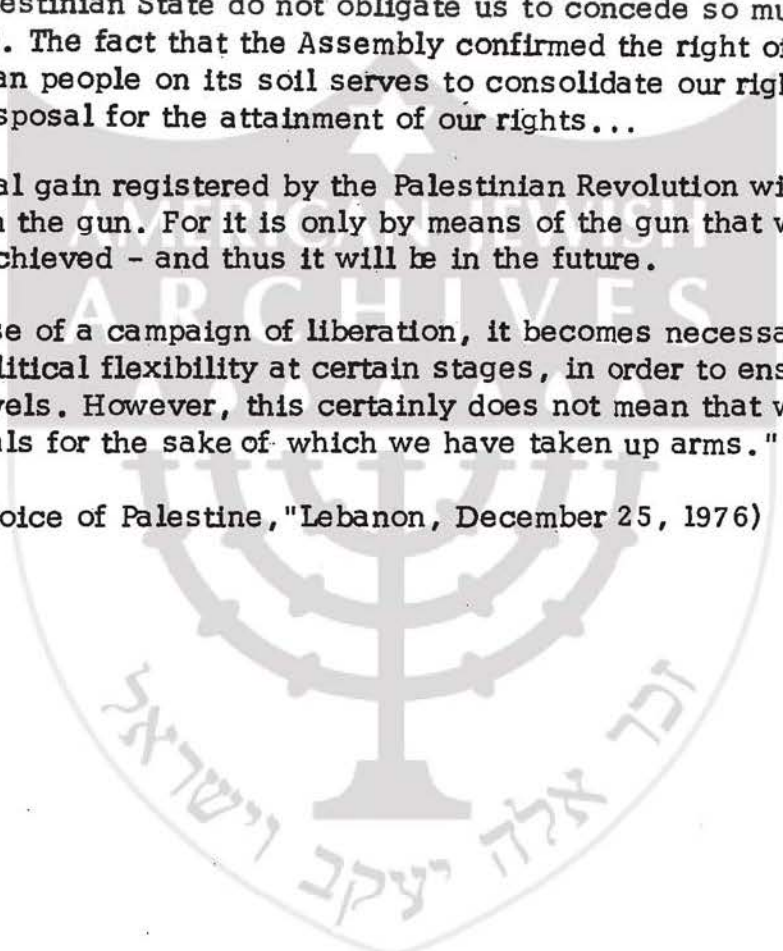 estinian State do not obligate us to concede so mu
. The fact that the Assembly confirmed the right of
an people on its soil serves to consolidate our righ
sposal for the attainment of our rights...
al gain registered by the Palestinian Revolution wi
the gun. For it is only by means of the gun that w
chieved - and thus it will be in the future.
se of a campaign of liberation, it becomes necessa
litical flexibility at certain stages, in order to ens
vels. However, this certainly does not mean that w
ls for the sake of which we have taken up arms."
oice of Palestine,"Lebanon, December 25, 1976)
AMERICAN JEWISH
ARCHIVES
זכר אלה יעקב וישראל